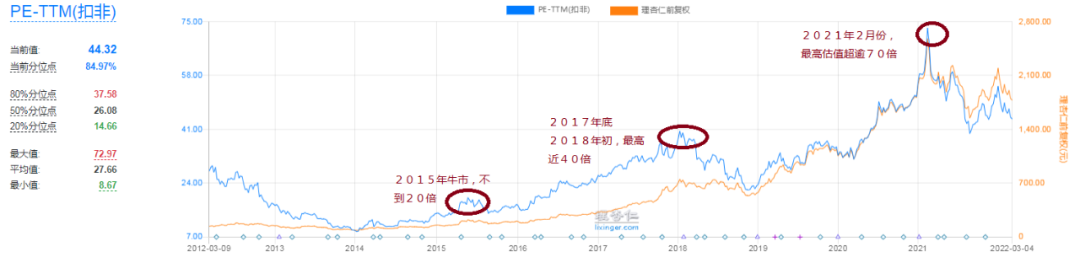 PE-TTM(扣非)
当前值: 44.32
当前分位点 84.97%
80%分位点 37.58
50%分位点 26.08
20%分位点 14.66
最大值: 72.97
平均值: 27.66
最小值: 8.67
PE-TTM(扣非) 理杏仁前复权
75.00
58.00
41.00
24.00
7.00
2,800.00
2,100.00
1,400.00
700.00
0
理杏仁前复权(元)
2021年2月份，
最高估值超逾70倍
2017年底
2018年初，最高
近40倍
2015年牛市，不
到20倍
理杏仁
lixinger.com
2012-03-09 2013 2014 2015 2016 2017 2018 2019 2020 2021 2022-03-04